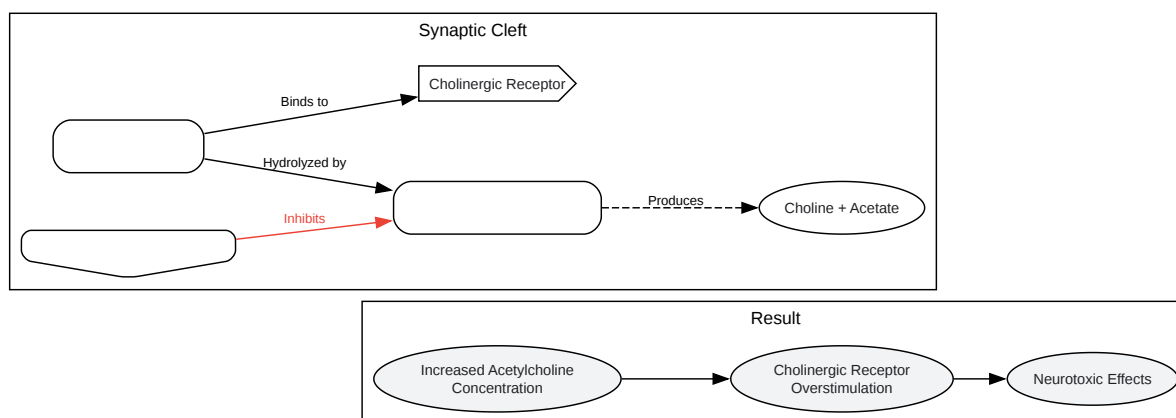 Synaptic Cleft
Cholinergic Receptor
Binds to
Hydrolyzed by
Inhibits
Produces
Choline + Acetate
Result
Increased Acetylcholine
Concentration
Cholinergic Receptor
Overstimulation
Neurotoxic Effects